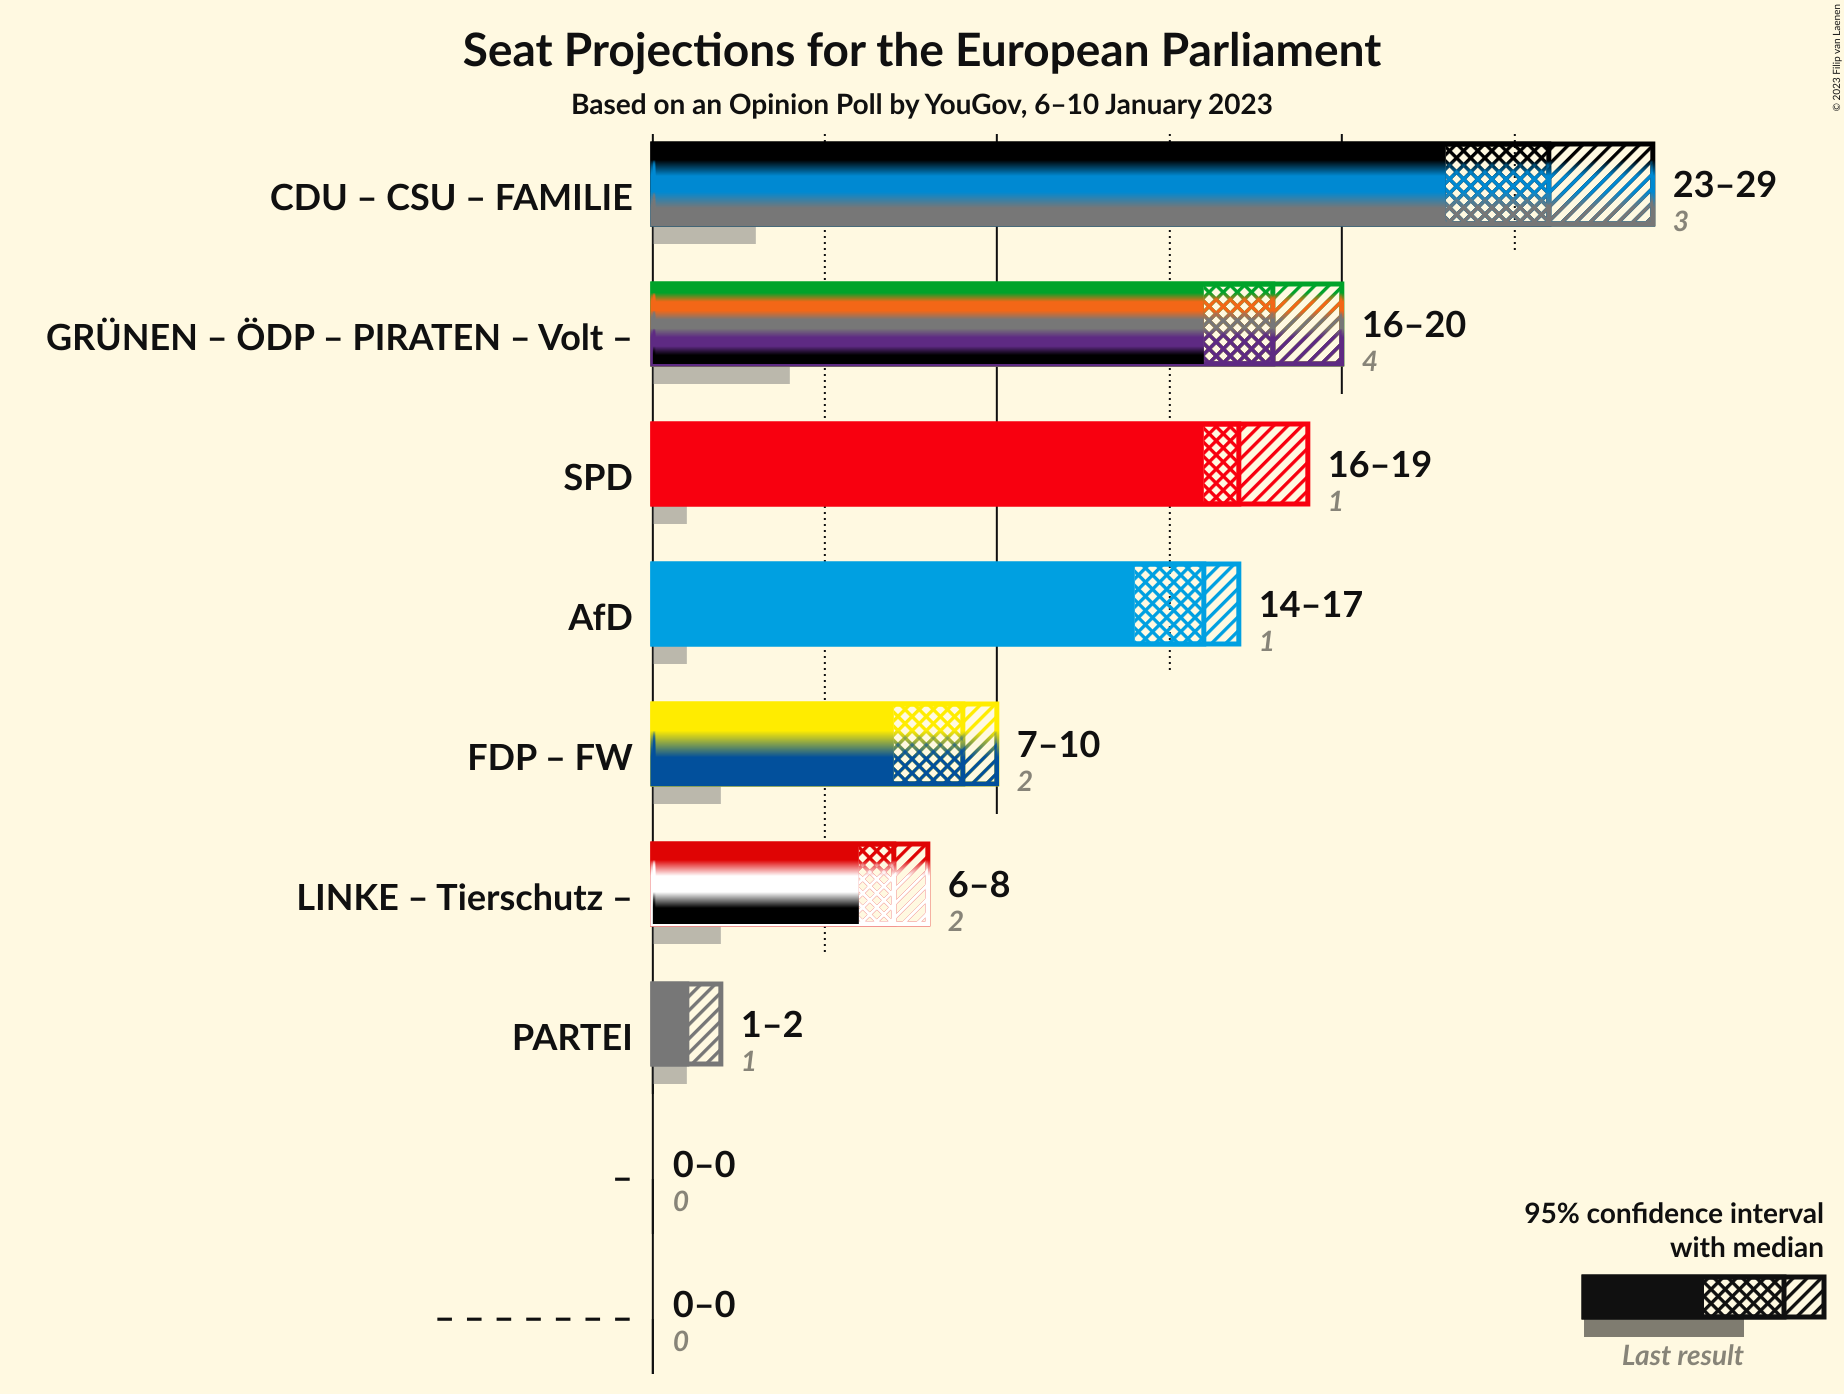 Seat Projections for the European Parliament
Based on an Opinion Poll by YouGov, 6–10 January 2023
© 2023 Filip van Laenen
CDU – CSU – FAMILIE
23–29
3
GRÜNEN – ÖDP – PIRATEN – Volt –
16–20
4
SPD
16–19
1
AfD
14–17
1
FDP – FW
7–10
2
LINKE – Tierschutz –
6–8
2
PARTEI
1–2
1
–
0–0
0
– – – – – – –
0–0
0
95% confidence interval
with median
Last result